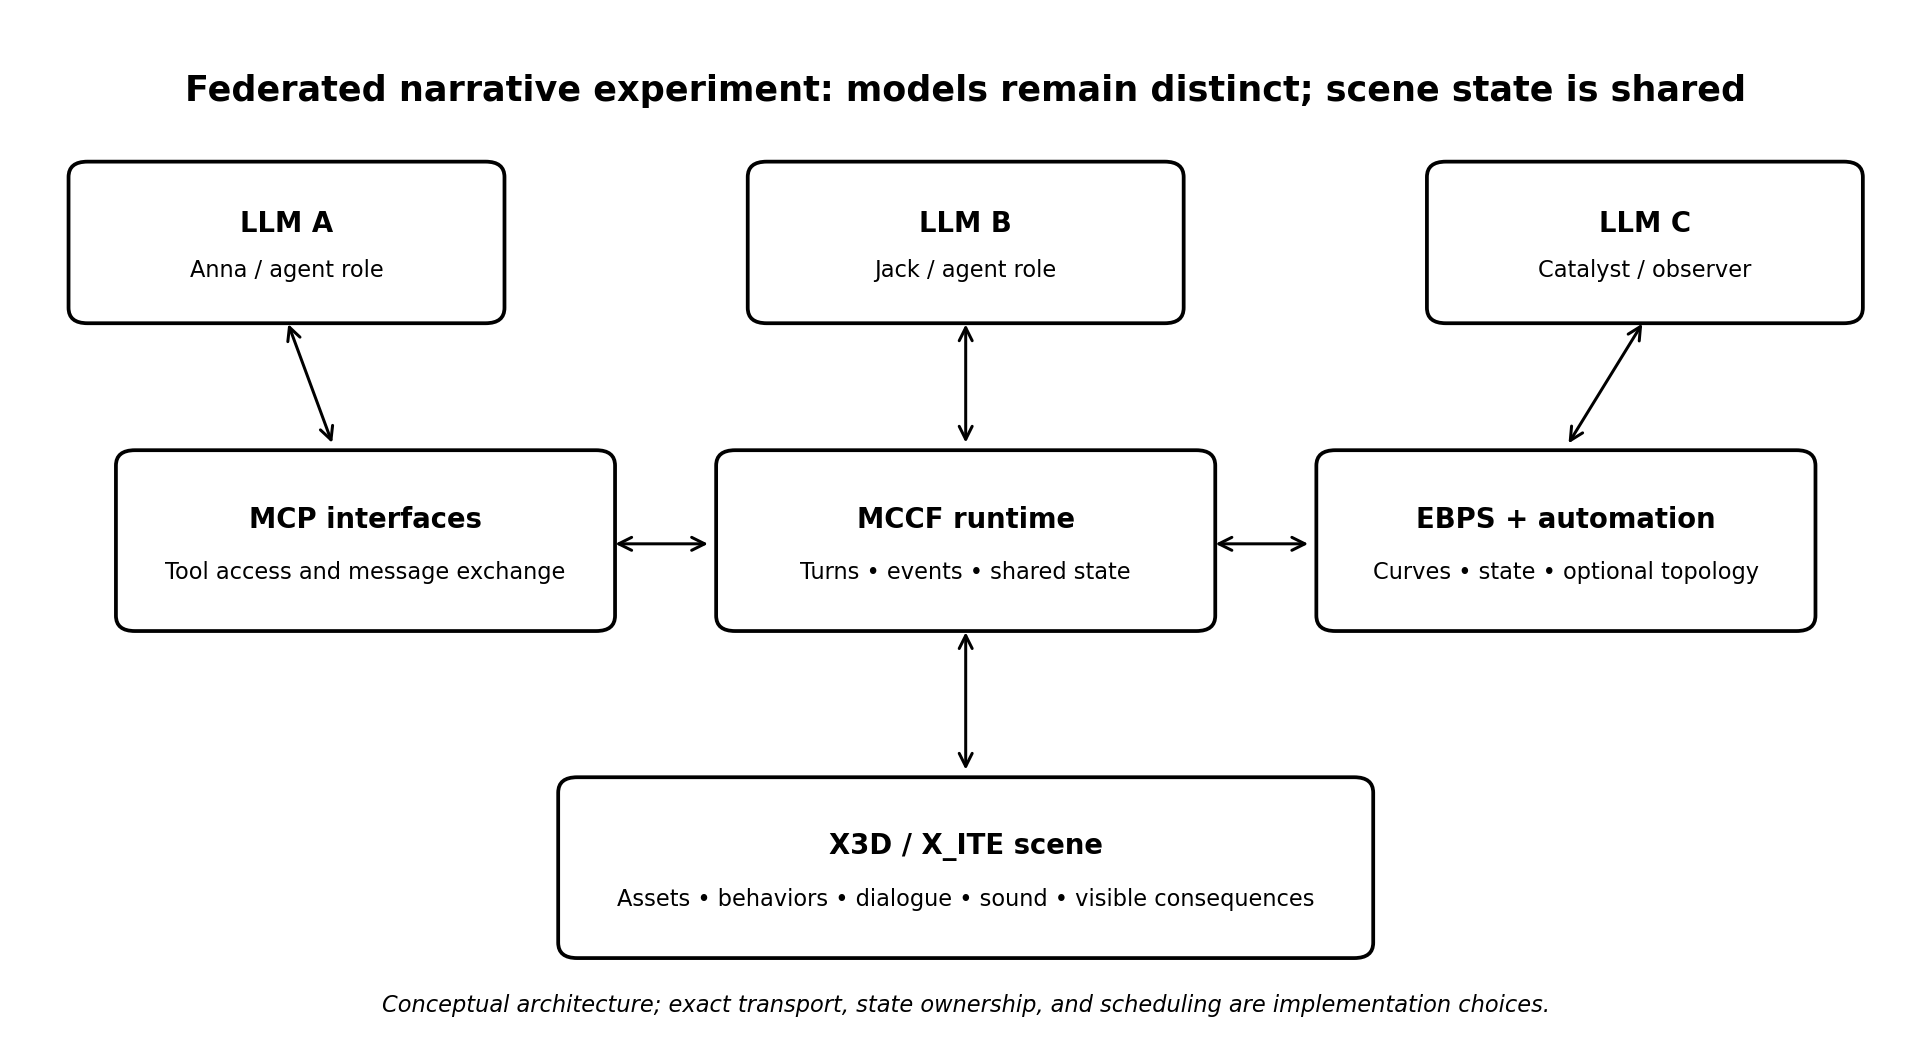 Federated narrative experiment: models remain distinct; scene state is shared
LLM A
Anna / agent role
LLM B
Jack / agent role
LLM C
Catalyst / observer
MCP interfaces
Tool access and message exchange
MCCF runtime
Turns • events • shared state
EBPS + automation
Curves • state • optional topology
X3D / X_ITE scene
Assets • behaviors • dialogue • sound • visible consequences
Conceptual architecture; exact transport, state ownership, and scheduling are implementation choices.